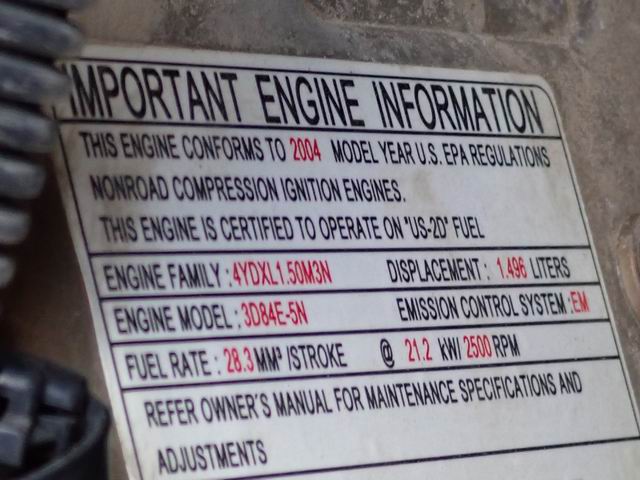 IMPORTANT ENGINE INFORMATION
THIS ENGINE CONFORMS TO 2004 MODEL YEAR U.S. EPA REGULATIONS
NONROAD COMPRESSION IGNITION ENGINES.
THIS ENGINE IS CERTIFIED TO OPERATE ON "US-2D" FUEL
ENGINE FAMILY : 4YDXL1.50M3N DISPLACEMENT : 1.496 LITERS
ENGINE MODEL : 3D84E-5N EMISSION CONTROL SYSTEM : EM
FUEL RATE : 28.3 MM³ /STROKE @ 21.2 KW/ 2500 RPM
REFER OWNER'S MANUAL FOR MAINTENANCE SPECIFICATIONS AND
ADJUSTMENTS